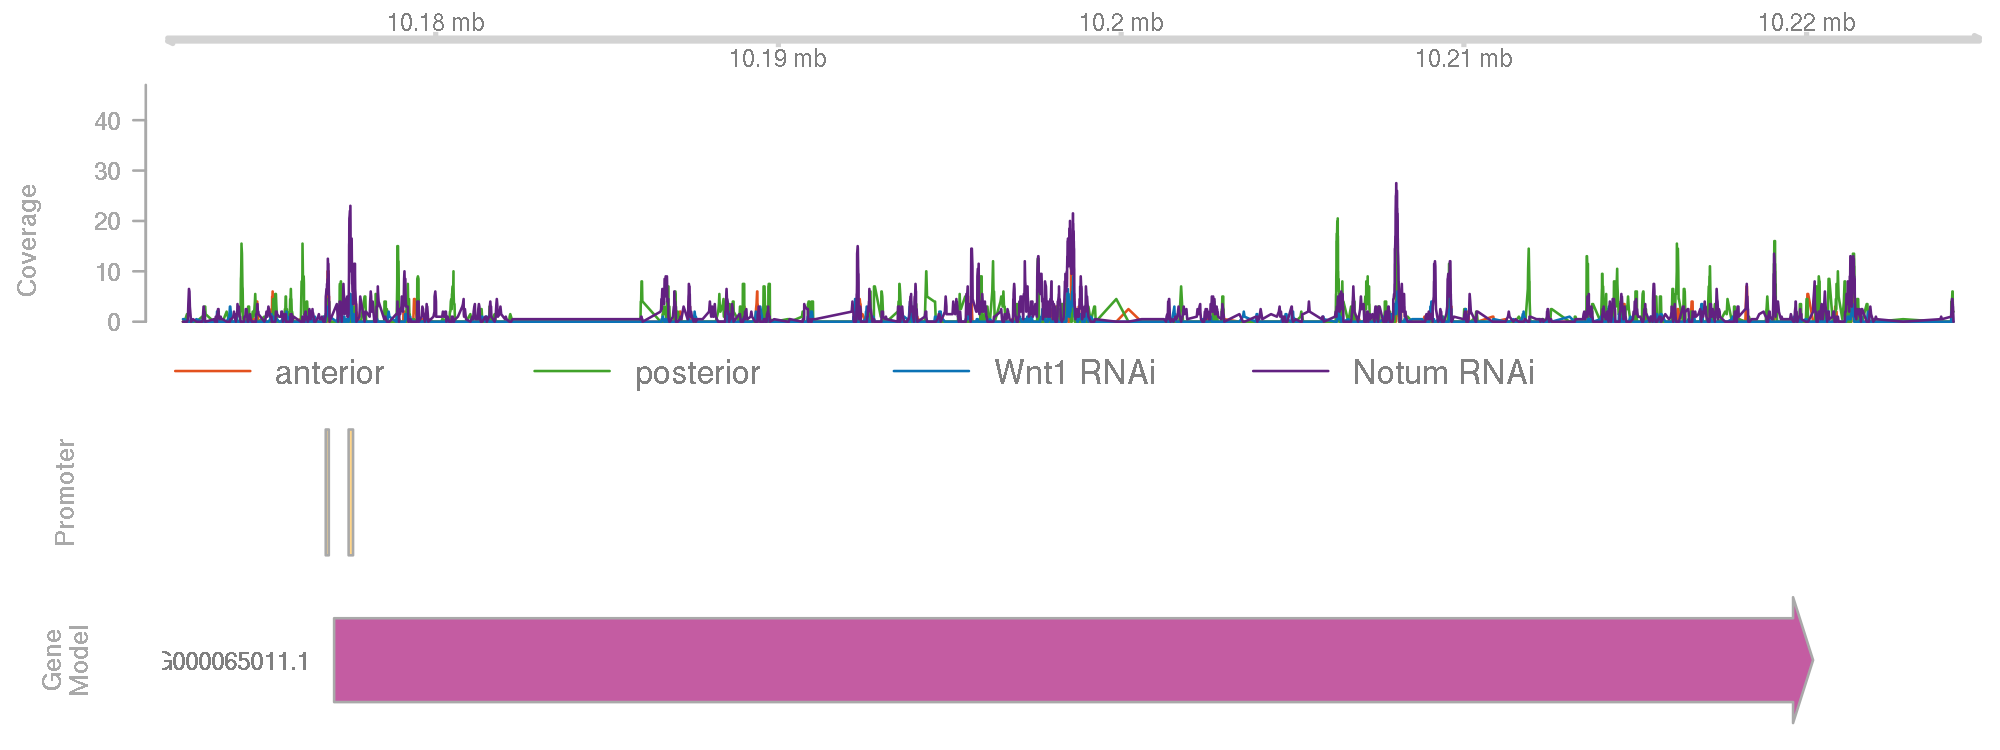 10.18 mb
10.2 mb
10.22 mb
10.19 mb
10.21 mb
Coverage
40
30
20
10
0
anterior
posterior
Wnt1 RNAi
Notum RNAi
Promoter
Gene
Model
G000065011.1